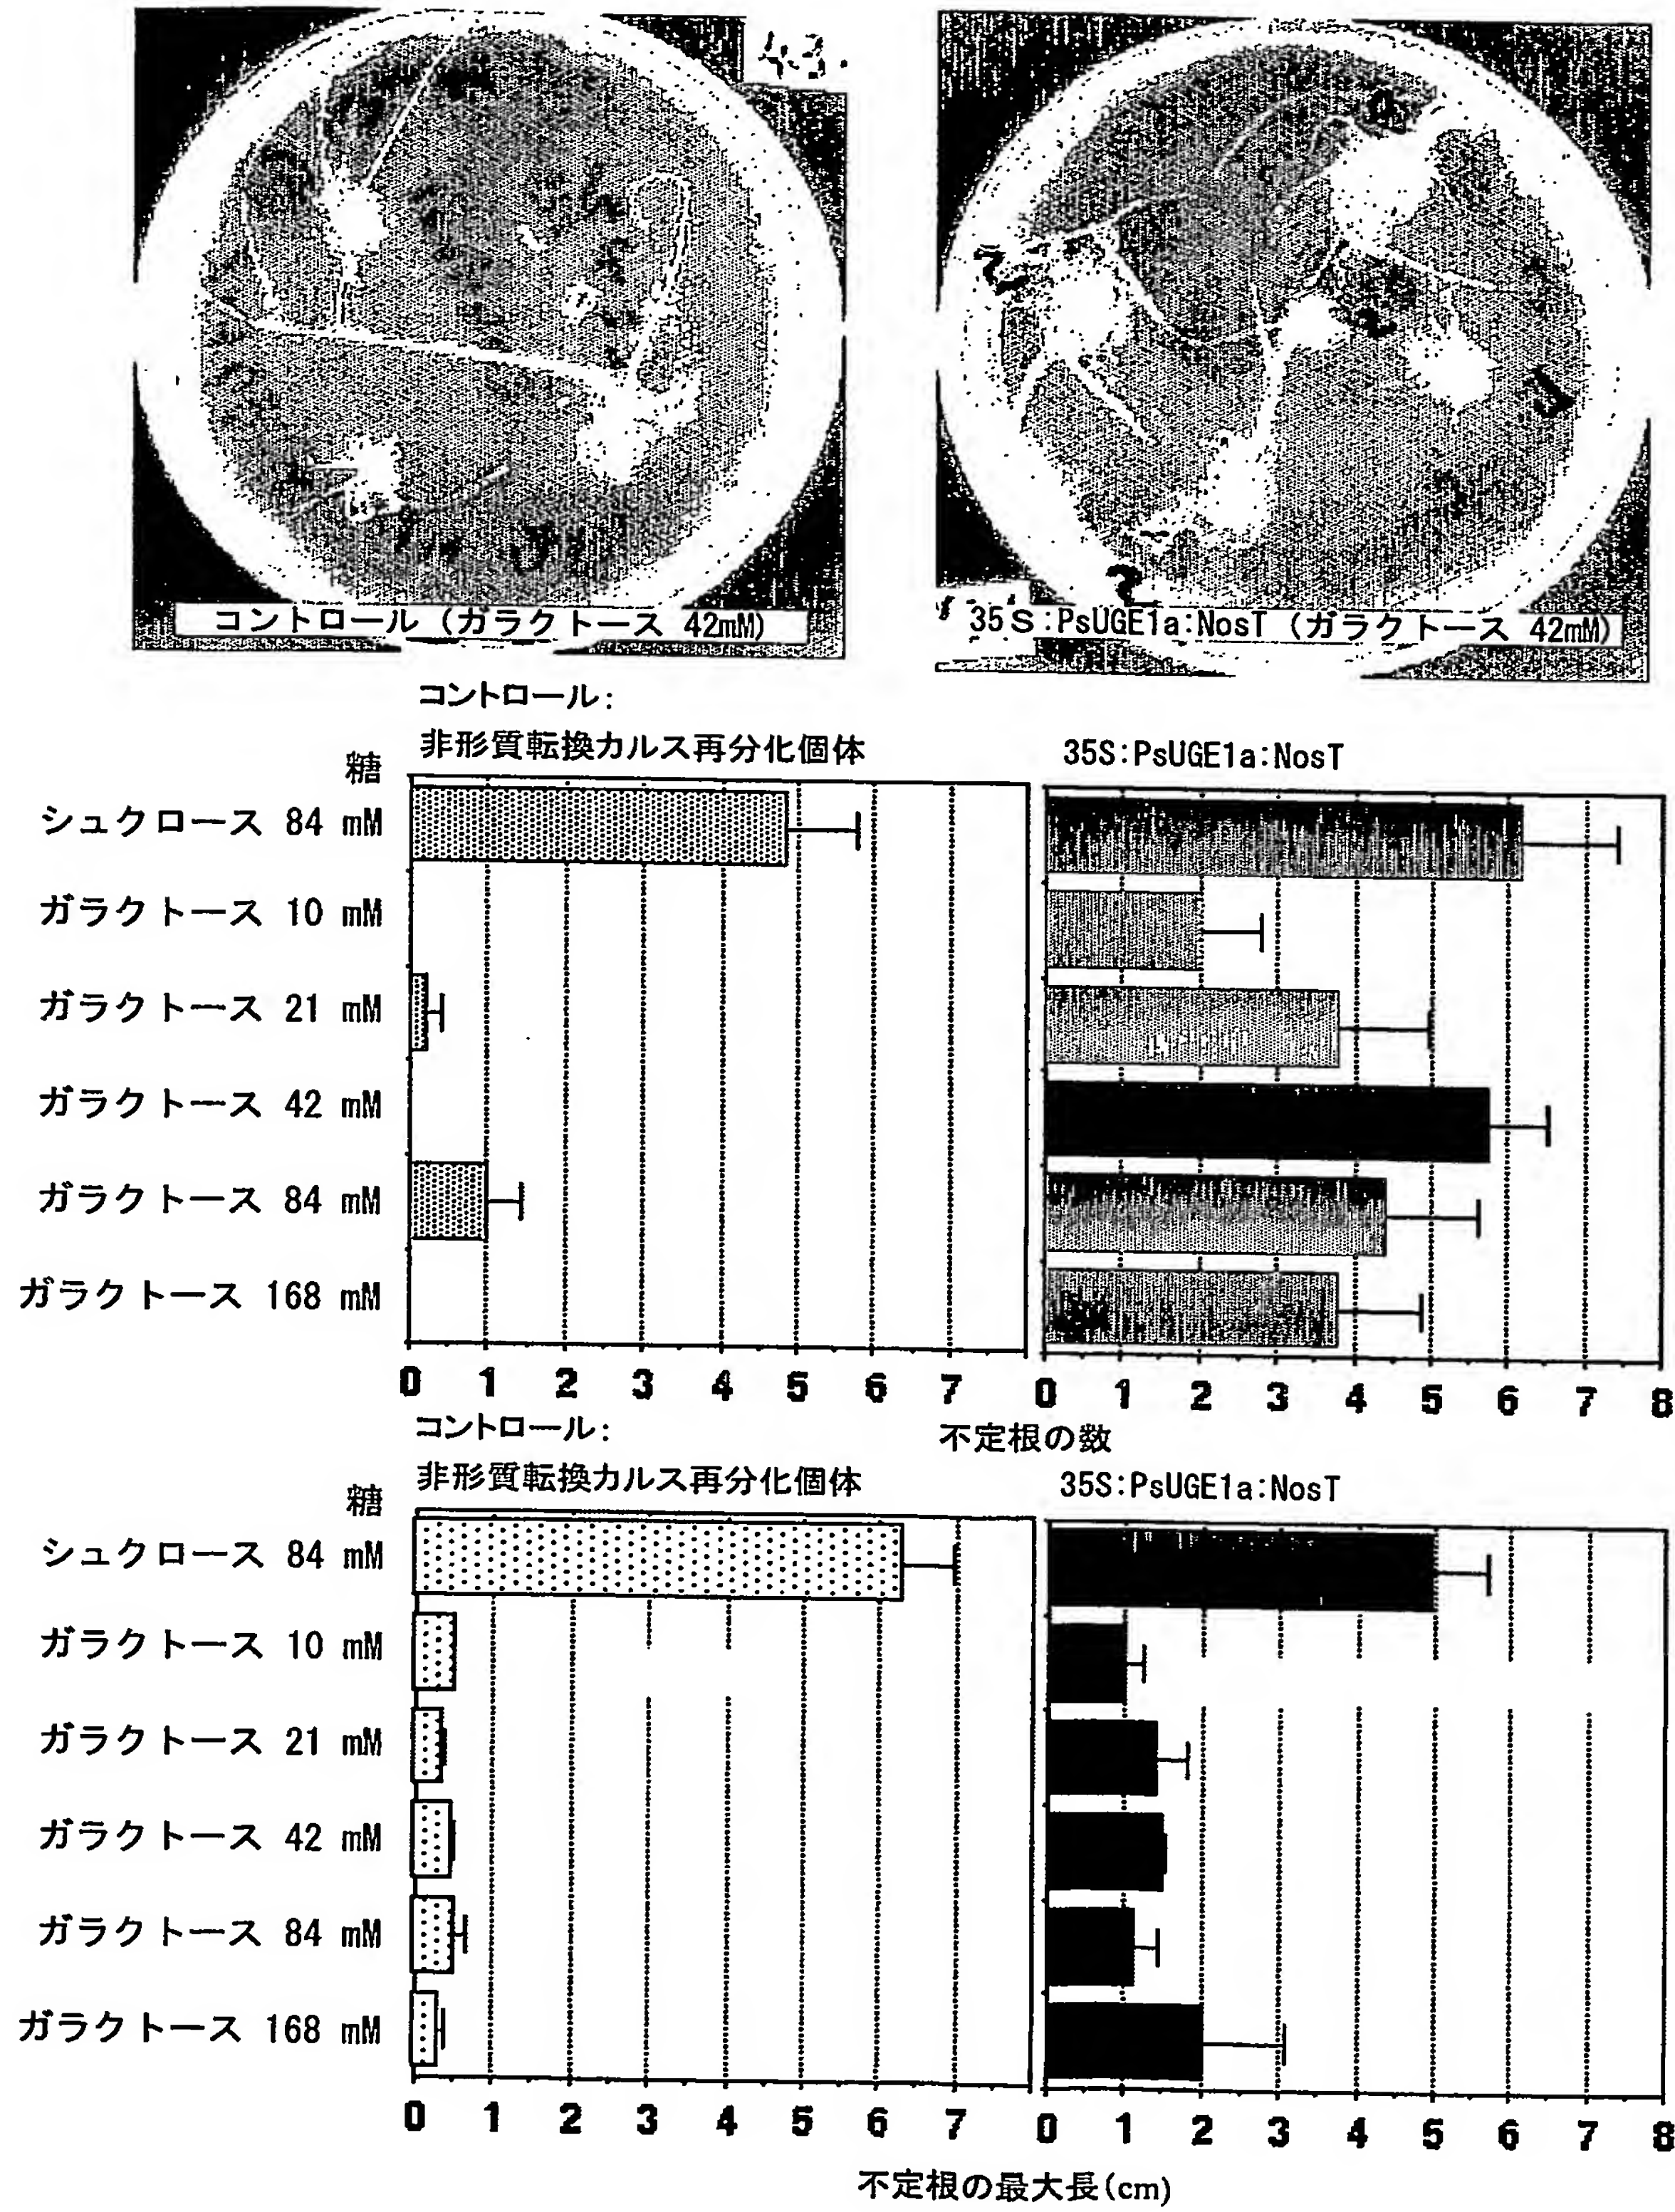 コントロール (ガラクトース 42mM)
35S:PsUGE1a:NosT (ガラクトース 42mM)
コントロール:
非形質転換カルス再分化個体
35S:PsUGE1a:NosT
糖
シュクロース 84 mM
ガラクトース 10 mM
ガラクトース 21 mM
ガラクトース 42 mM
ガラクトース 84 mM
ガラクトース 168 mM
0 1 2 3 4 5 6 7
0 1 2 3 4 5 6 7 8
不定根の数
コントロール:
非形質転換カルス再分化個体
35S:PsUGE1a:NosT
糖
シュクロース 84 mM
ガラクトース 10 mM
ガラクトース 21 mM
ガラクトース 42 mM
ガラクトース 84 mM
ガラクトース 168 mM
0 1 2 3 4 5 6 7
0 1 2 3 4 5 6 7 8
不定根の最大長(cm)